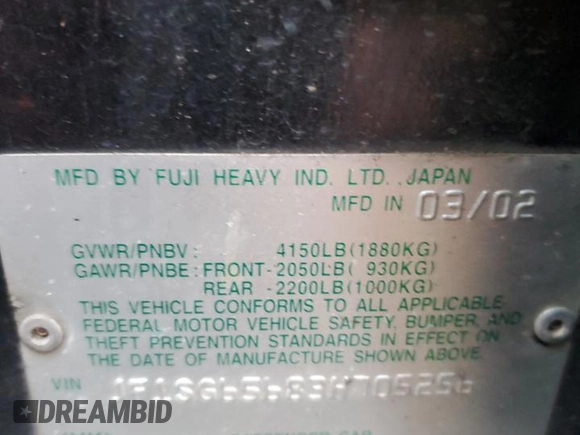 MFD BY FUJI HEAVY IND. LTD., JAPAN
MFD IN 03/02
GVWR/PNBV: 4150LB(1880KG)
GAWR/PNBE: FRONT-2050LB( 930KG)
REAR -2200LB(1000KG)
THIS VEHICLE CONFORMS TO ALL APPLICABLE
FEDERAL MOTOR VEHICLE SAFETY, BUMPER, AND
THEFT PREVENTION STANDARDS IN EFFECT ON
THE DATE OF MANUFACTURE SHOWN ABOVE.
VIN
DREAMBID